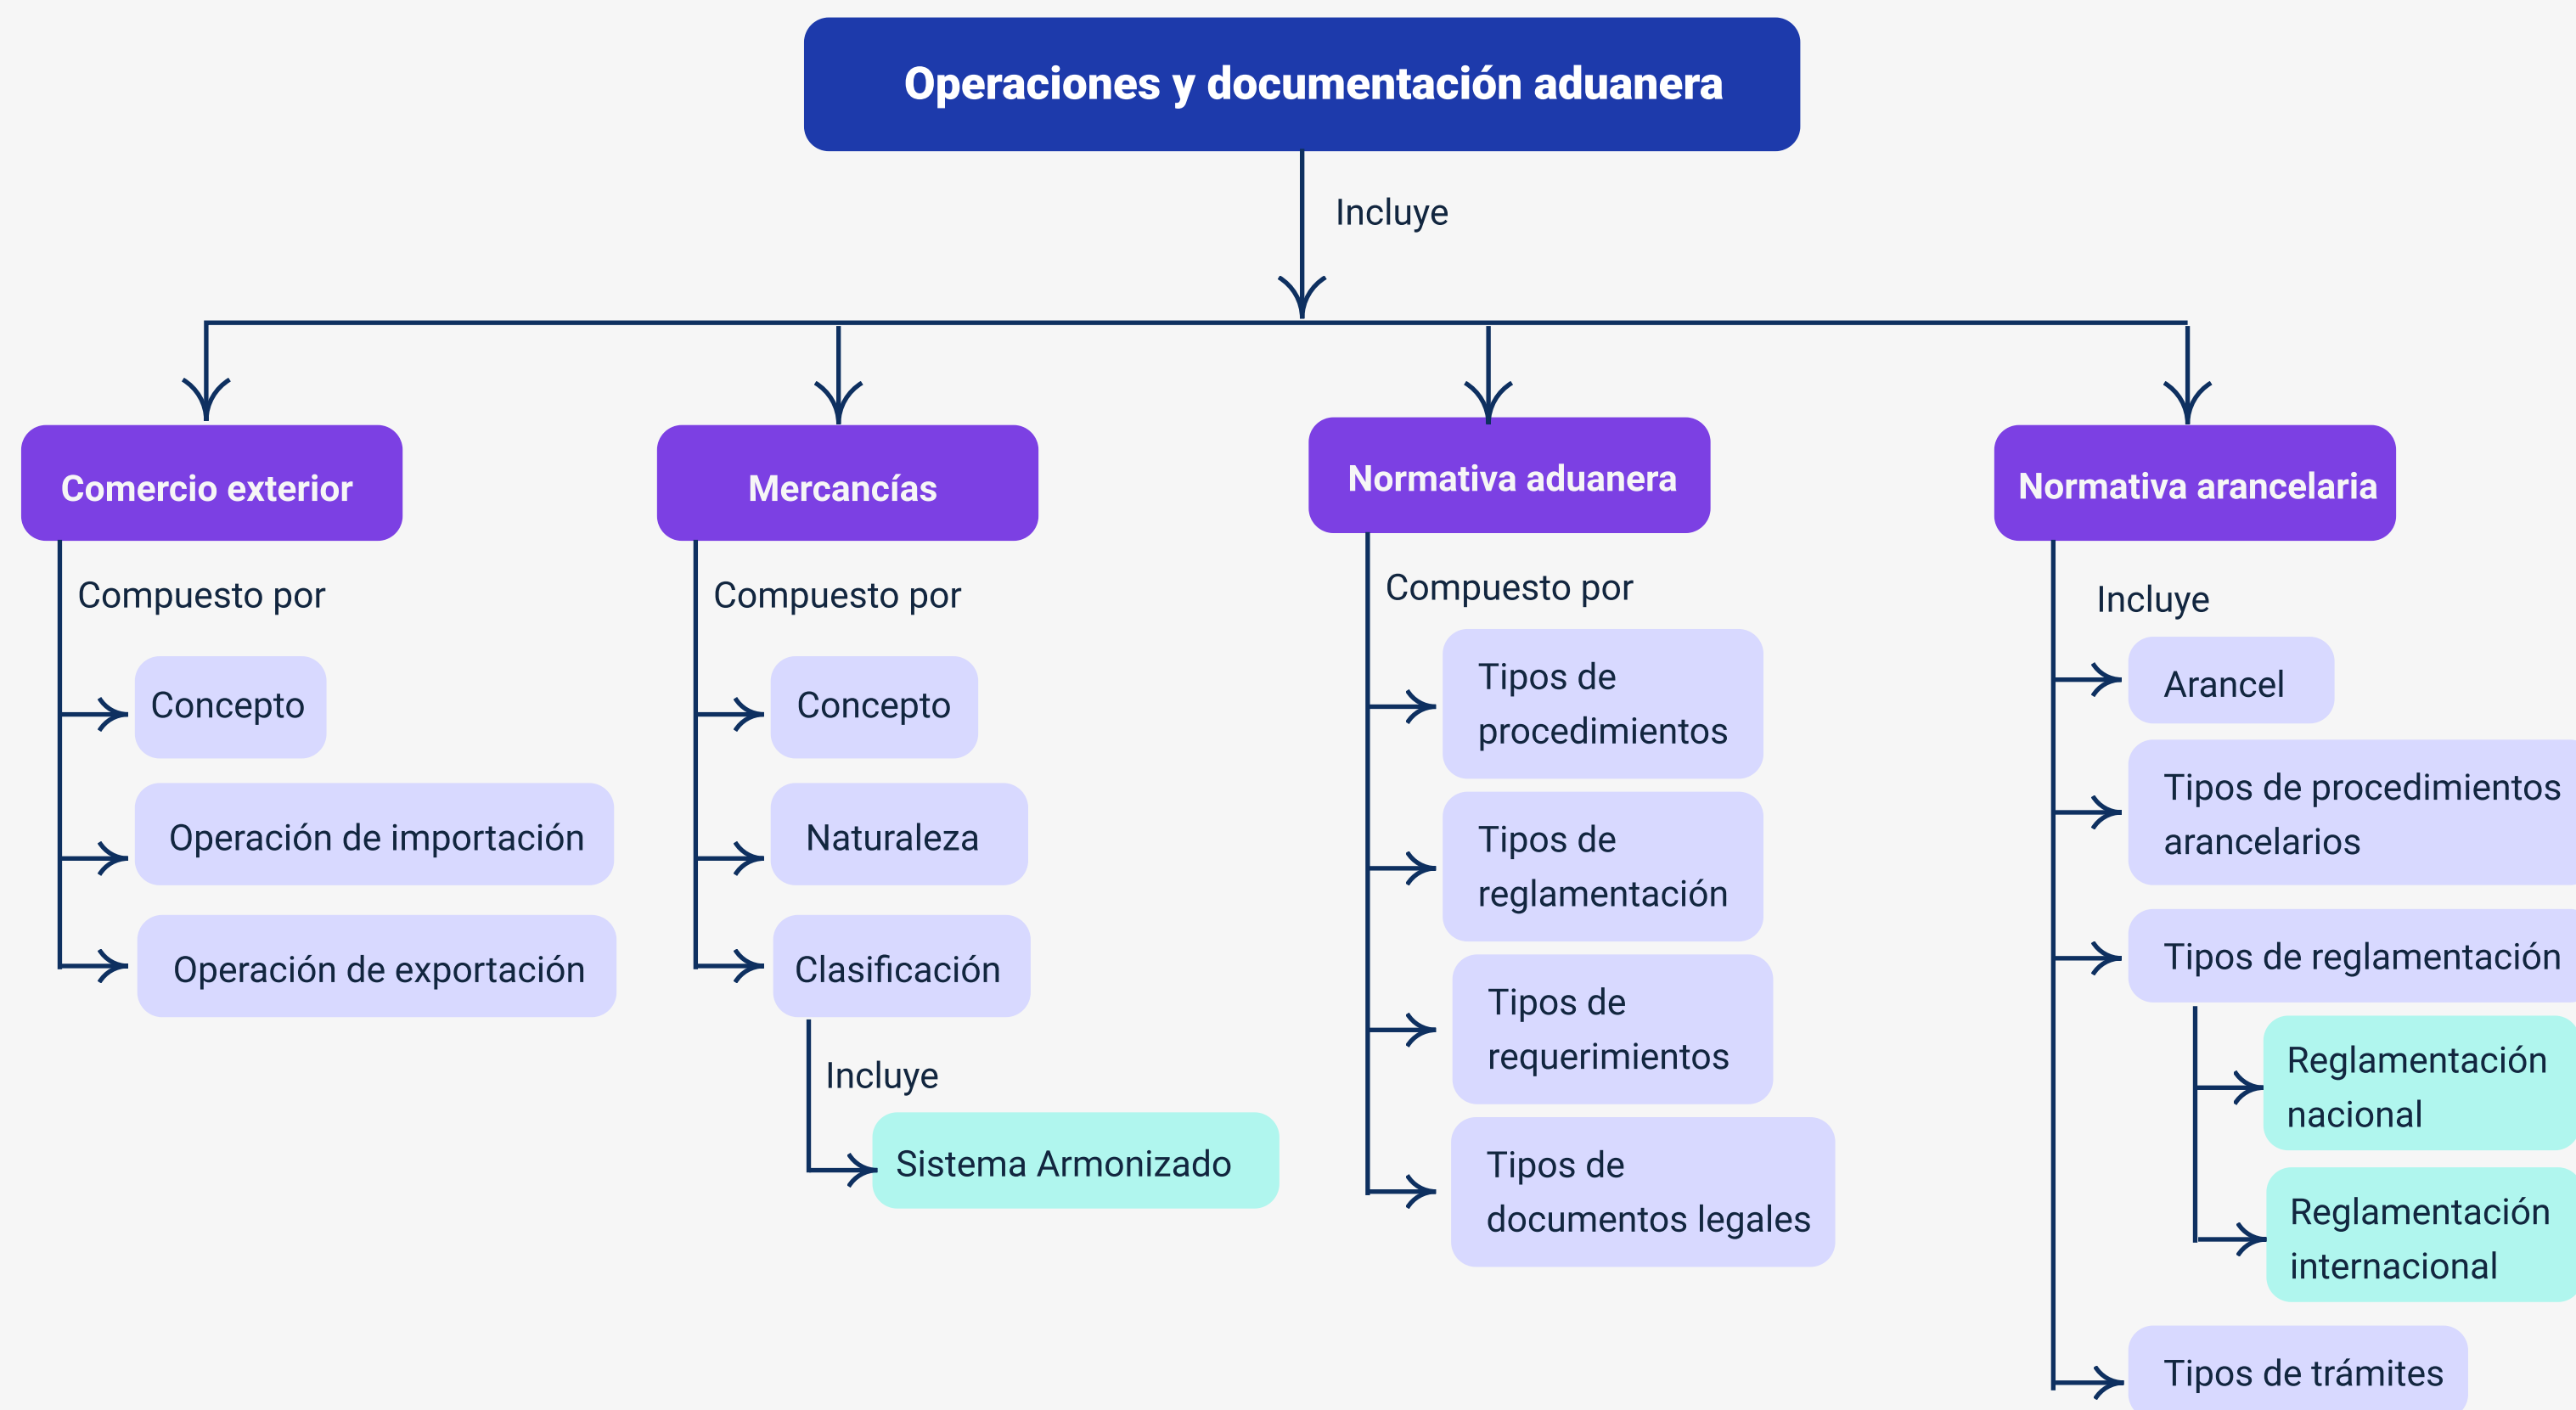 Operaciones y documentación aduanera
Incluye
Comercio exterior
Compuesto por
Concepto
Operación de importación
Operación de exportación
Mercancías
Compuesto por
Concepto
Naturaleza
Clasificación
Incluye
Sistema Armonizado
Normativa aduanera
Compuesto por
Tipos de
procedimientos
Tipos de
reglamentación
Tipos de
requerimientos
Tipos de
documentos legales
Normativa arancelaria
Incluye
Arancel
Tipos de procedimientos
arancelarios
Tipos de reglamentación
Reglamentación
nacional
Reglamentación
internacional
Tipos de trámites